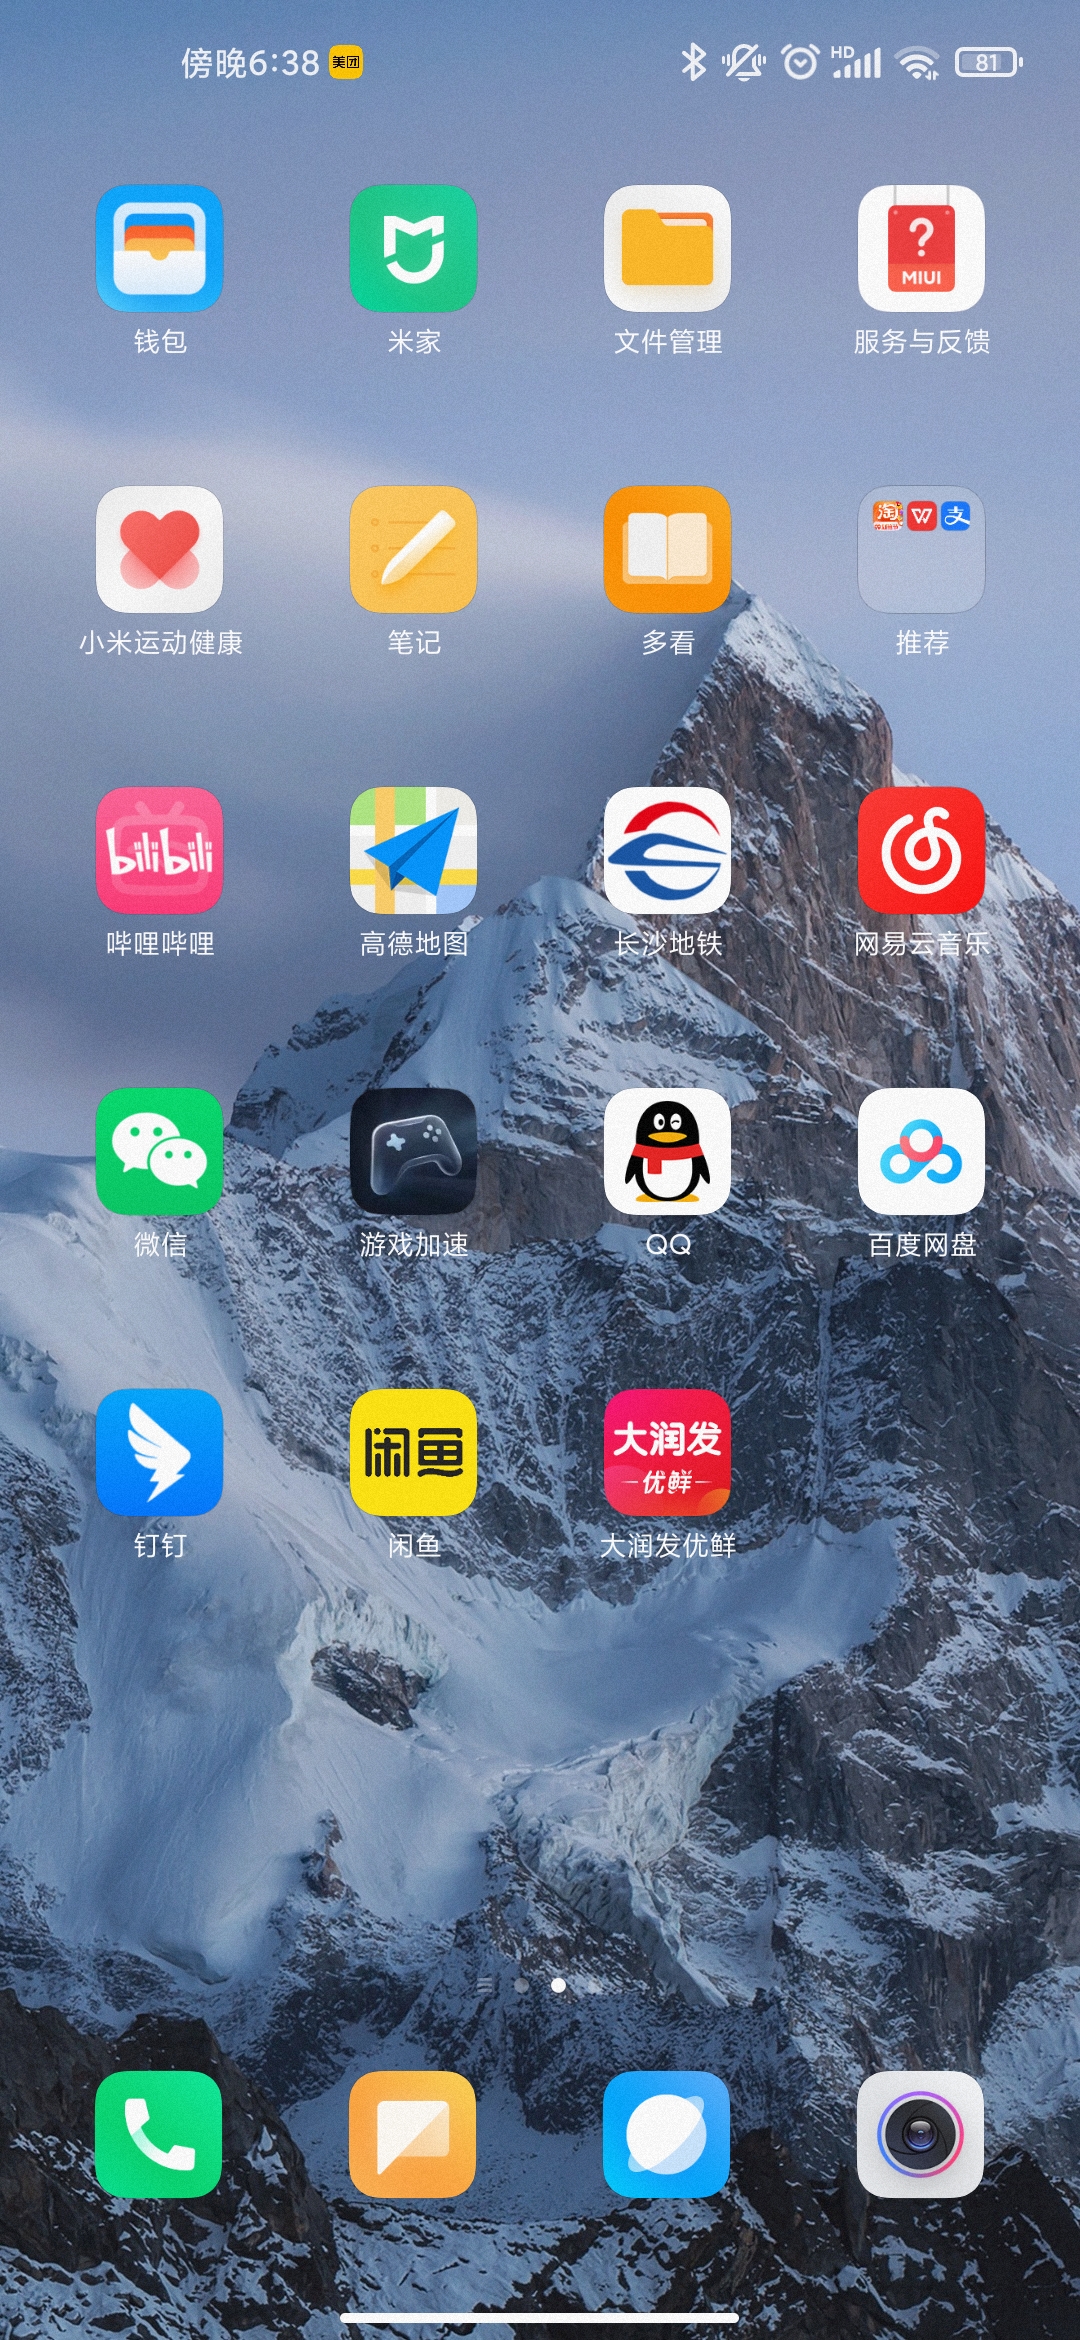 傍晚6:38 美团 HD 81
? MIUI
钱包 米家 文件管理 服务与反馈
淘 支
小米运动健康 笔记 多看 推荐
bilibili
哔哩哔哩 高德地图 长沙地铁 网易云音乐
微信 游戏加速 QQ 百度网盘
闲鱼 大润发
优鲜
钉钉 闲鱼 大润发优鲜